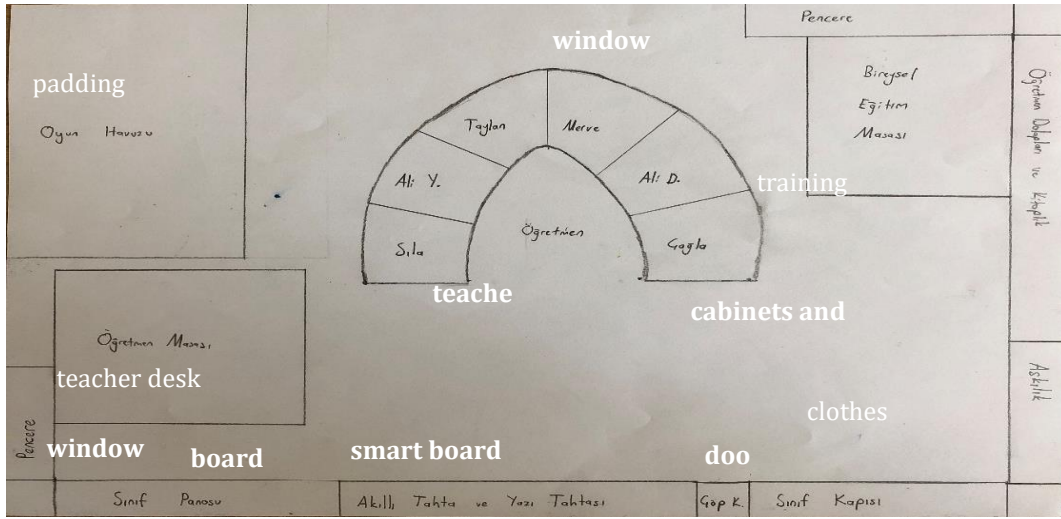 Pencere
window
padding
Oyun Havuzu
Bireysel
Eğitim
Masası
Öğretmen Dolapları ve Kitaplık
Taylan
Merve
Ali Y.
Ali D.
training
Sıla
Öğretmen
Çağla
teache
cabinets and
Öğretmen Masası
teacher desk
Askılık
clothes
Pencere
window
board
smart board
doo
Sınıf Panosu
Akıllı Tahta ve Yazı Tahtası
Çöp K.
Sınıf Kapısı